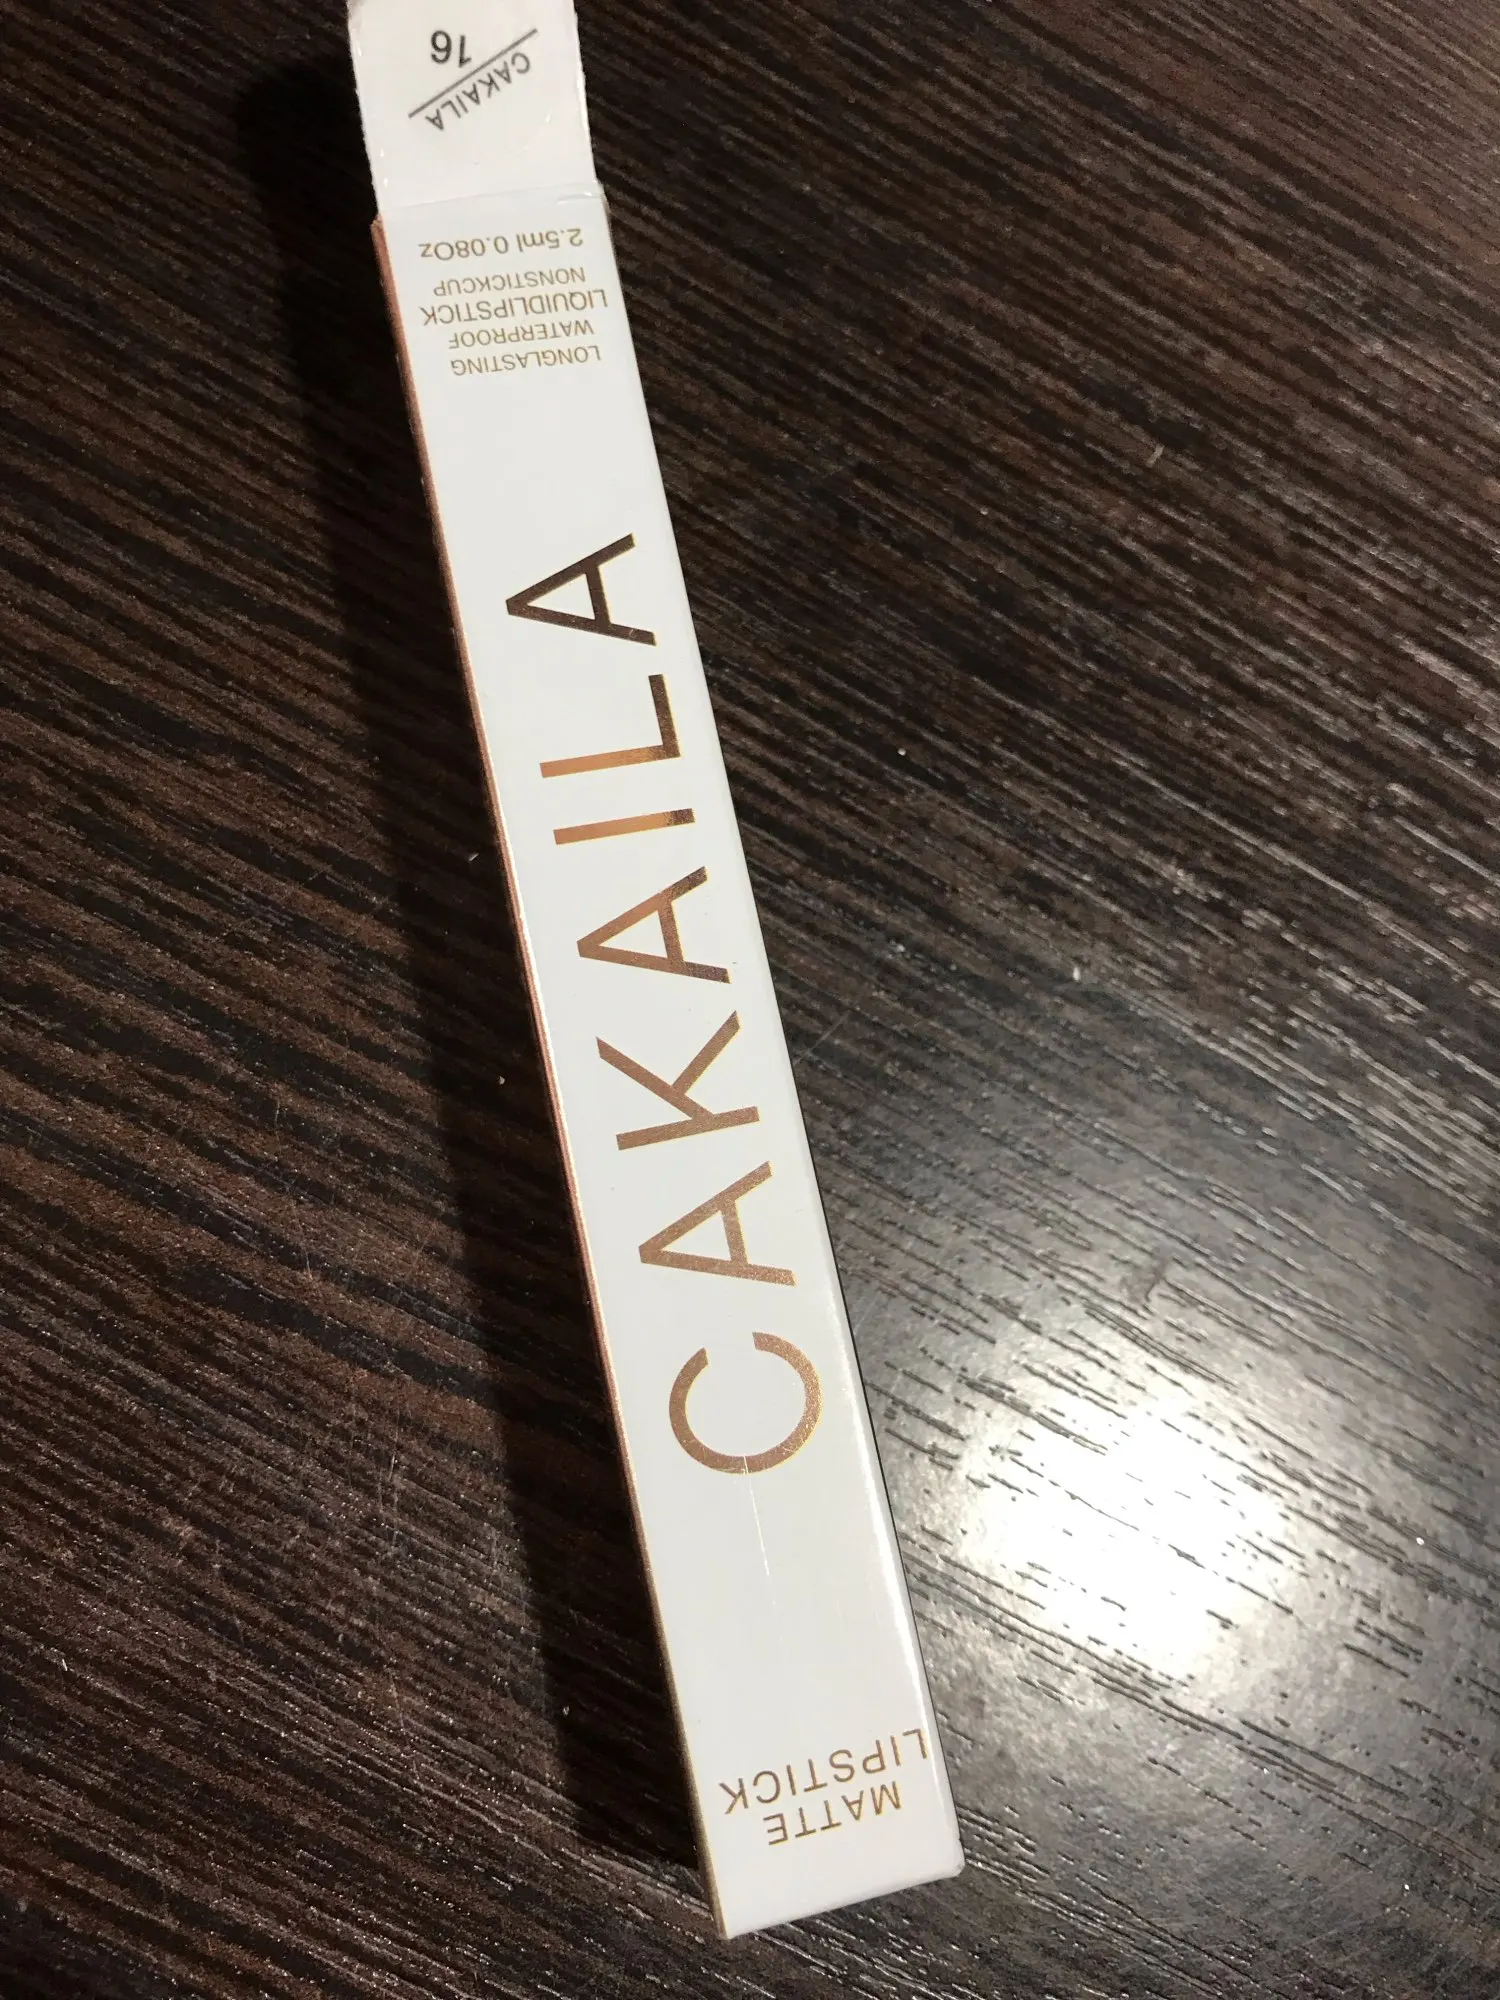 MATTE
LIPSTICK
CAKAILA
LONGLASTING
WATERPROOF
LIQUIDLIPSTICK
NONSTICKCUP
2.5ml 0.08Oz
CAKAILA
16